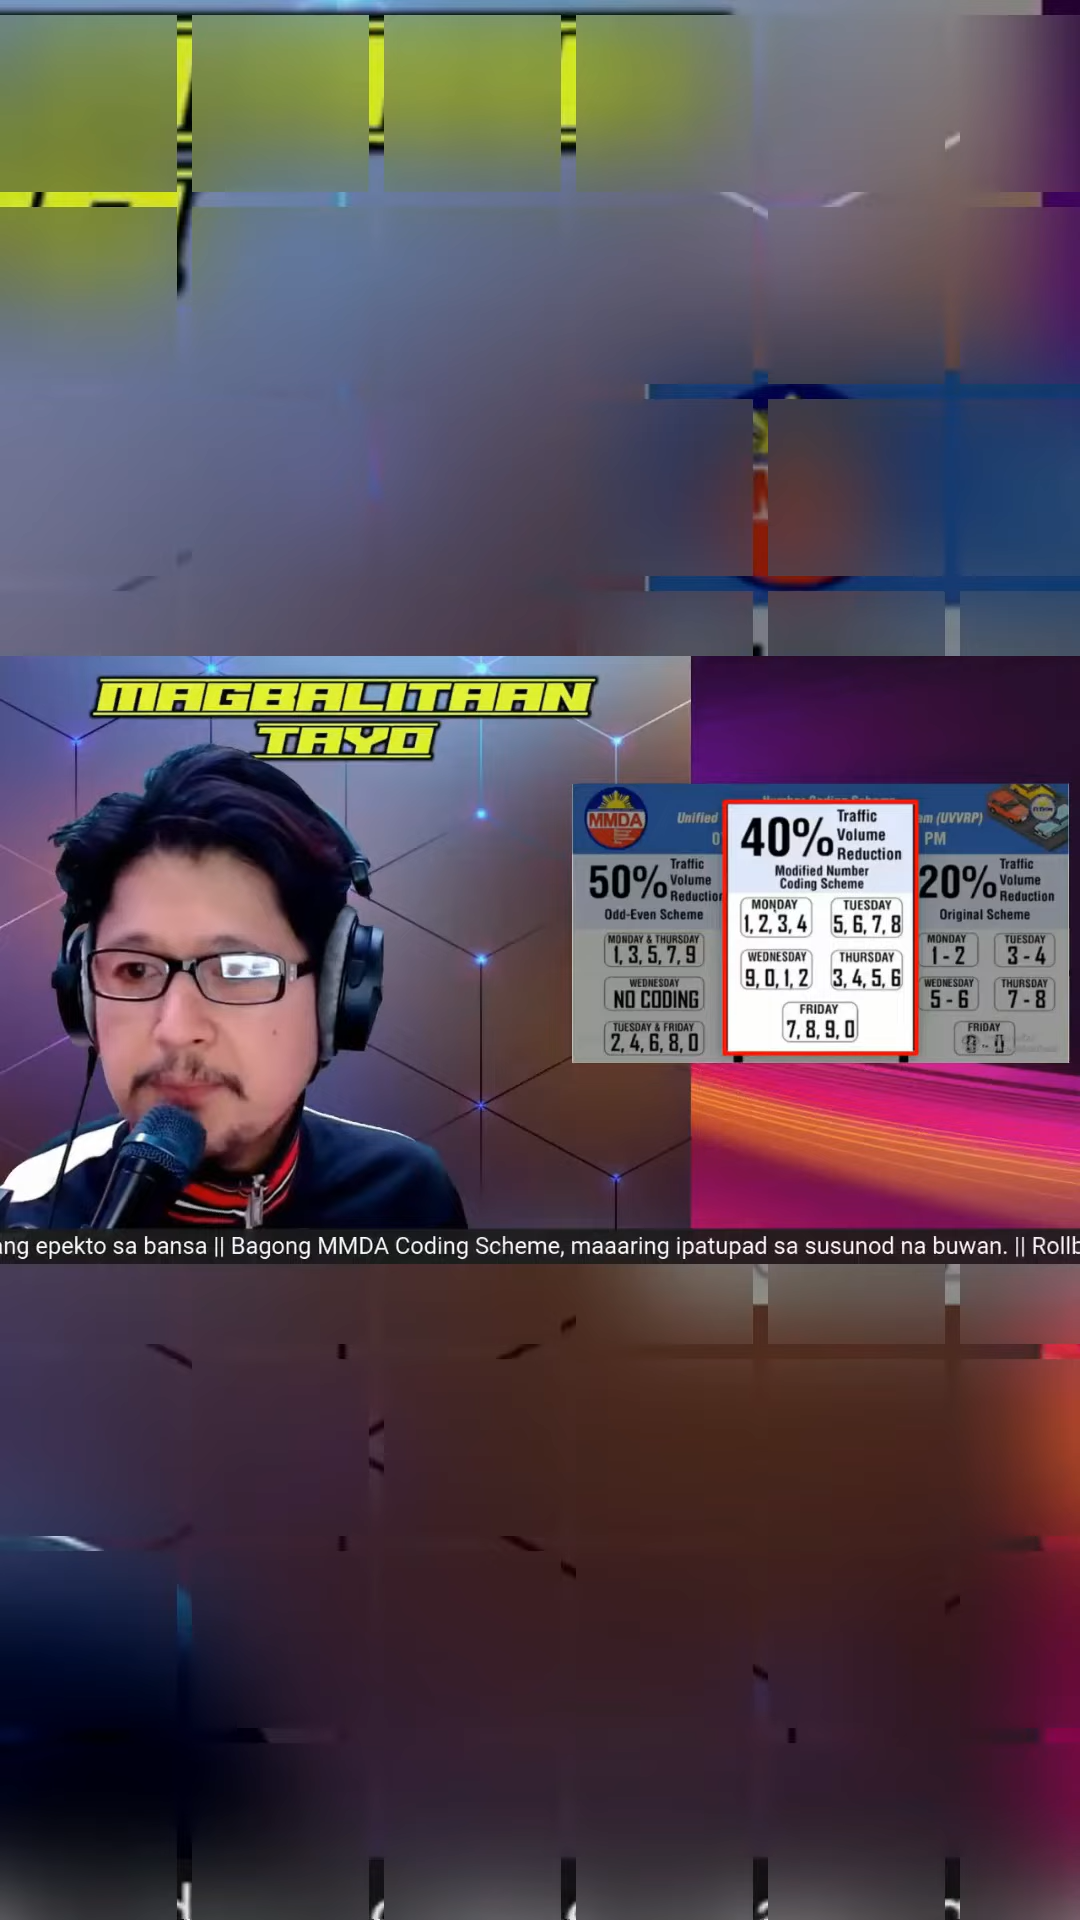 MAGBALITAAN
TAYO
MMDA
Unified
am (UVVRP)
PM
50% Traffic Volume Reduction
Odd-Even Scheme
MONDAY & THURSDAY
1, 3, 5, 7, 9
WEDNESDAY
NO CODING
TUESDAY & FRIDAY
2, 4, 6, 8, 0
40% Traffic Volume Reduction
Modified Number
Coding Scheme
MONDAY
1, 2, 3, 4
TUESDAY
5, 6, 7, 8
WEDNESDAY
9, 0, 1, 2
THURSDAY
3, 4, 5, 6
FRIDAY
7, 8, 9, 0
20% Traffic Volume Reduction
Original Scheme
MONDAY
1 - 2
TUESDAY
3 - 4
WEDNESDAY
5 - 6
THURSDAY
7 - 8
FRIDAY
ang epekto sa bansa || Bagong MMDA Coding Scheme, maaaring ipatupad sa susunod na buwan. || Rollb